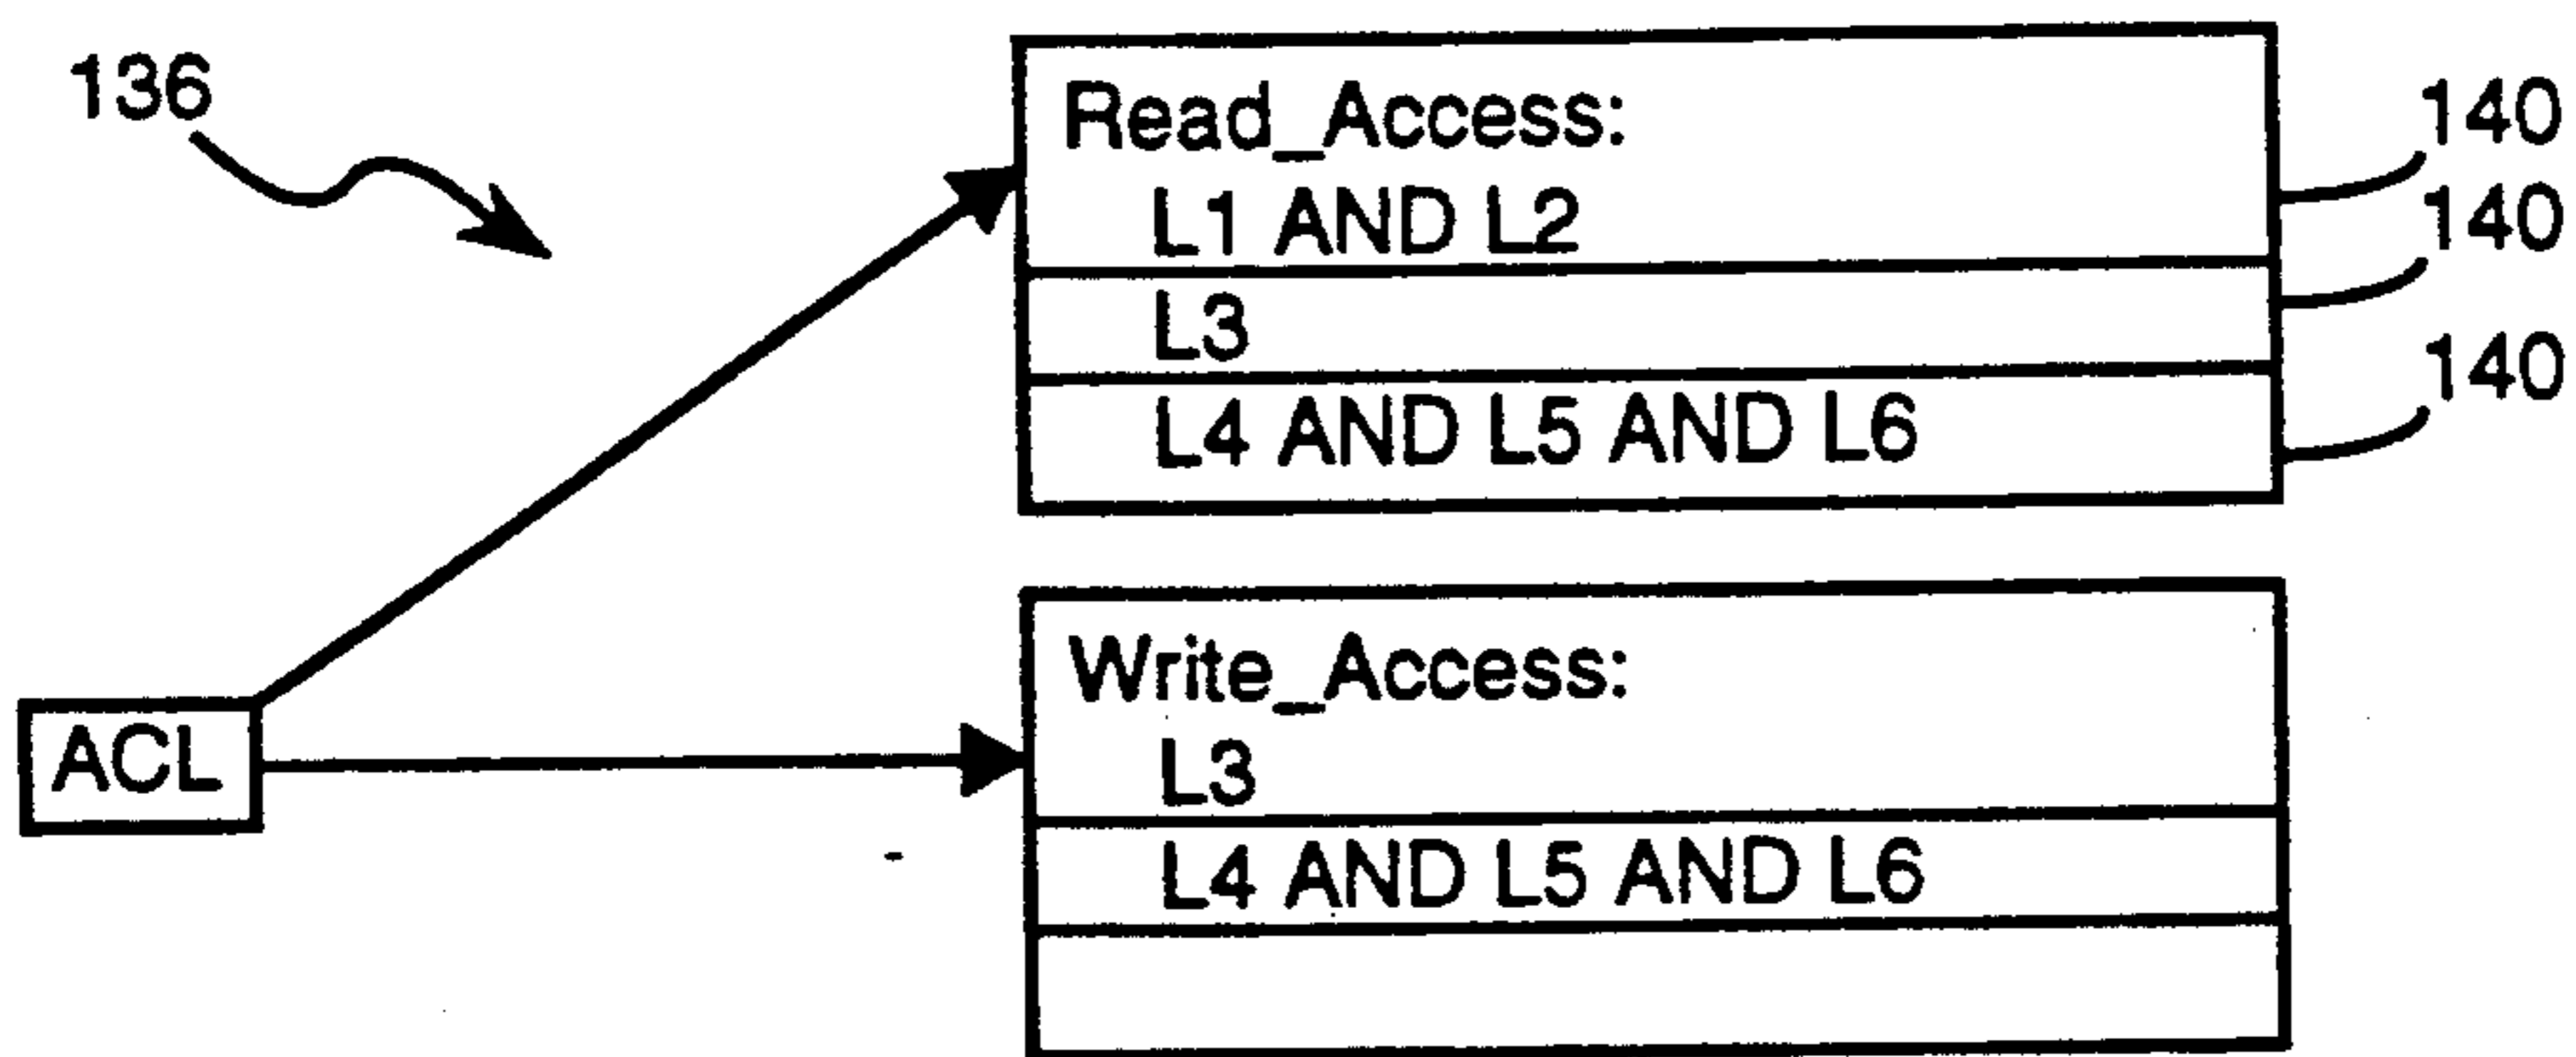 136
Read_Access:
140
L1 AND L2
140
L3
140
L4 AND L5 AND L6
Write_Access:
ACL
L3
L4 AND L5 AND L6